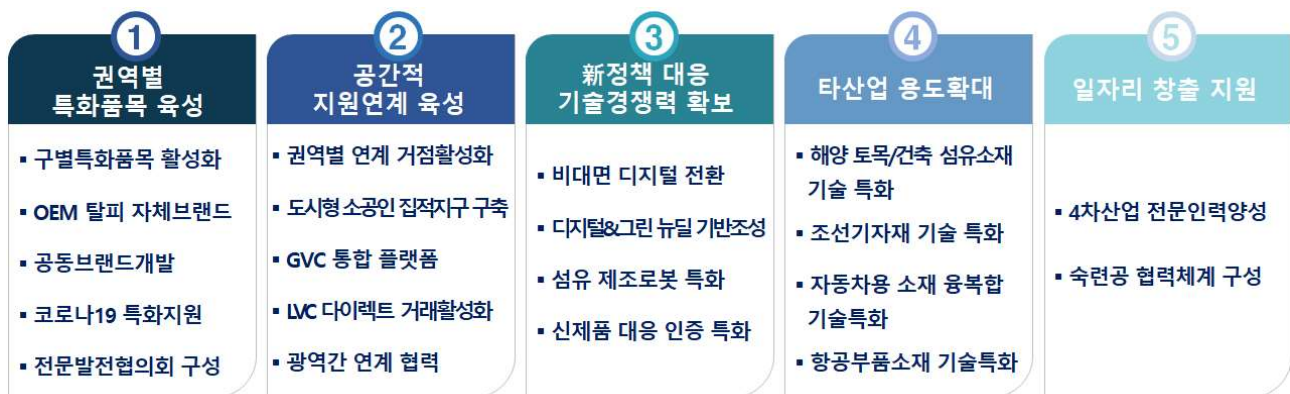 1
권역별
특화품목 육성
▪ 구별특화품목 활성화
▪ OEM 탈피 자체브랜드
▪ 공동브랜드개발
▪ 코로나19 특화지원
▪ 전문발전협의회 구성
2
공간적
지원연계 육성
▪ 권역별 연계 거점활성화
▪ 도시형 소공인 집적지구 구축
▪ GVC 통합 플랫폼
▪ LVC 다이렉트 거래활성화
▪ 광역간 연계 협력
3
新정책 대응
기술경쟁력 확보
▪ 비대면 디지털 전환
▪ 디지털&그린 뉴딜 기반조성
▪ 섬유 제조로봇 특화
▪ 신제품 대응 인증 특화
4
타산업 용도확대
▪ 해양 토목/건축 섬유소재
기술 특화
▪ 조선기자재 기술 특화
▪ 자동차용 소재 융복합
기술특화
▪ 항공부품소재 기술특화
5
일자리 창출 지원
▪ 4차산업 전문인력양성
▪ 숙련공 협력체계 구성